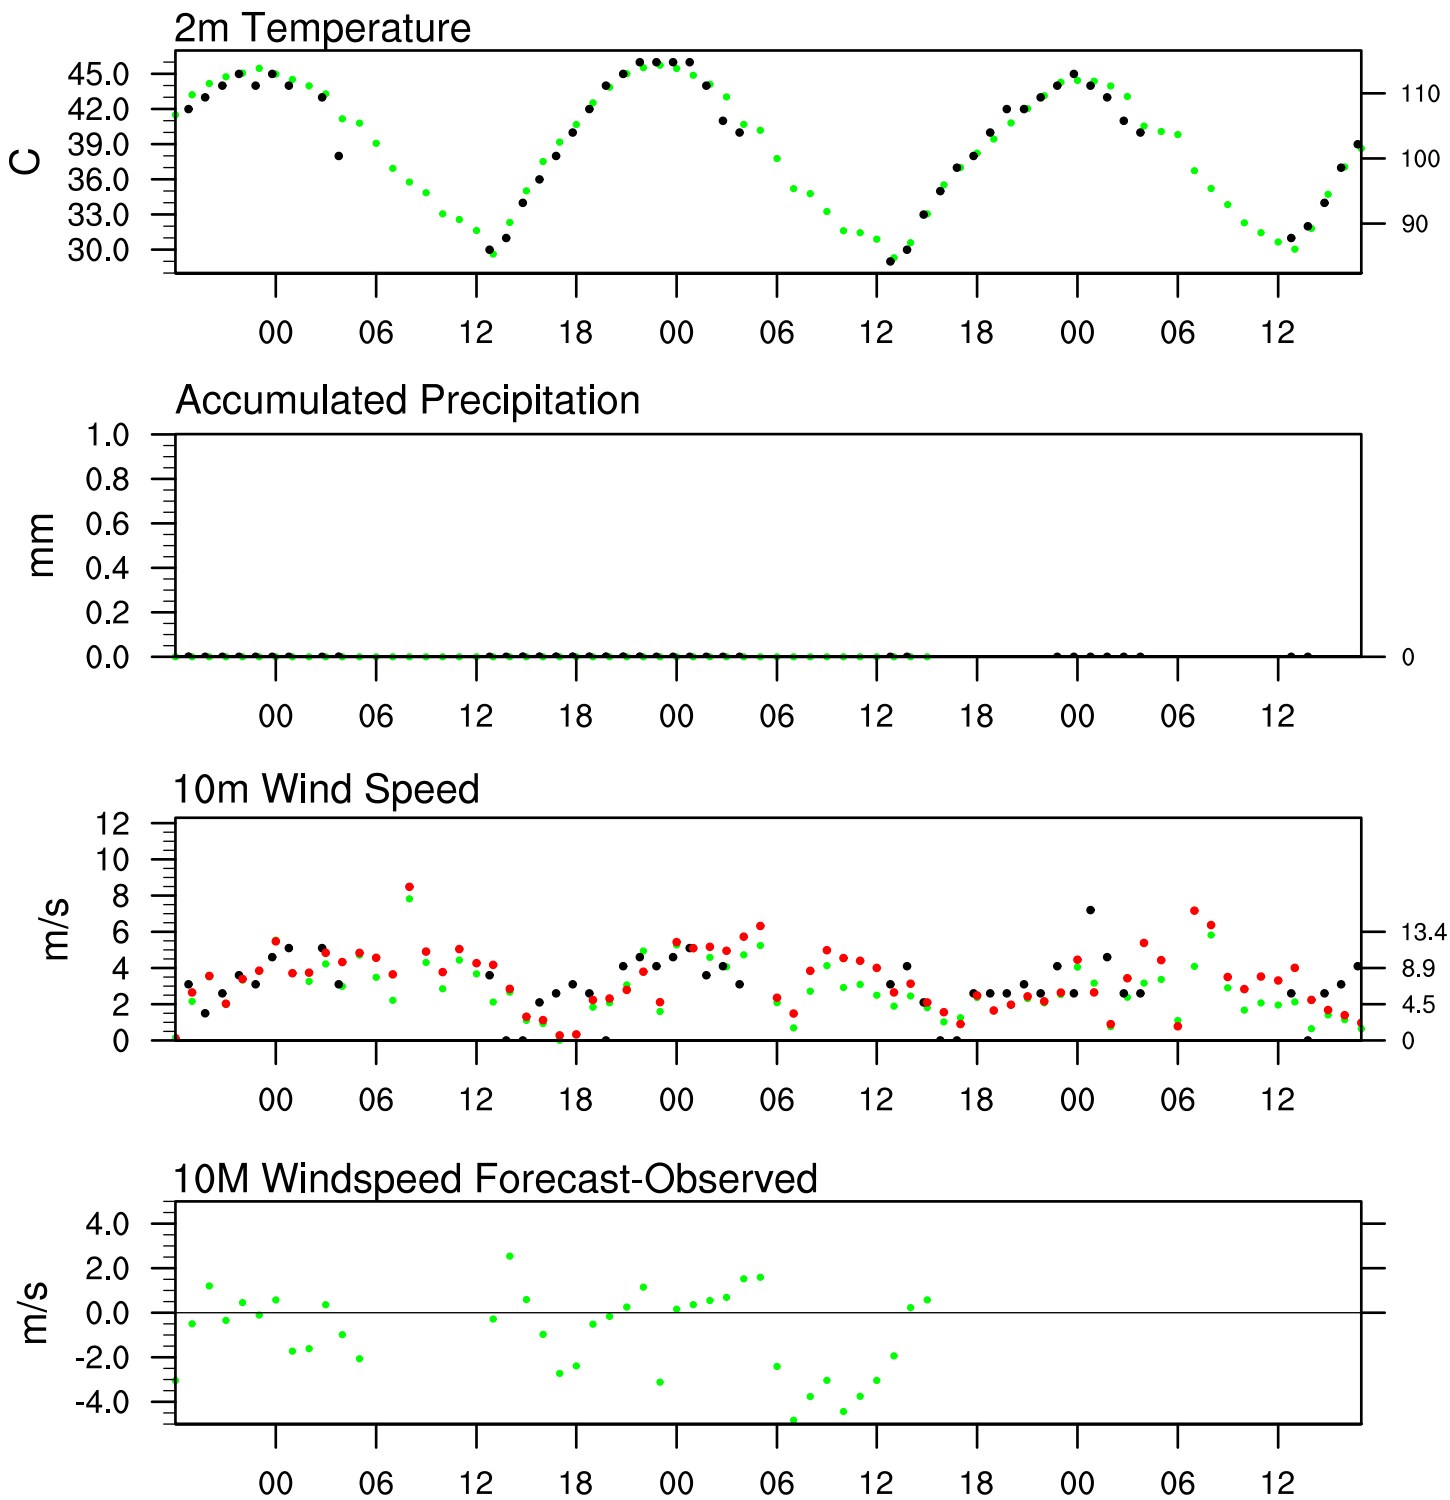 2m Temperature
45.0
42.0
39.0
36.0
33.0
30.0
C
110
100
90
00 06 12 18 00 06 12 18 00 06 12
Accumulated Precipitation
1.0
0.8
0.6
0.4
0.2
0.0
mm
0
00 06 12 18 00 06 12 18 00 06 12
10m Wind Speed
12
10
8
6
4
2
0
m/s
13.4
8.9
4.5
0
00 06 12 18 00 06 12 18 00 06 12
10M Windspeed Forecast-Observed
4.0
2.0
0.0
-2.0
-4.0
m/s
00 06 12 18 00 06 12 18 00 06 12